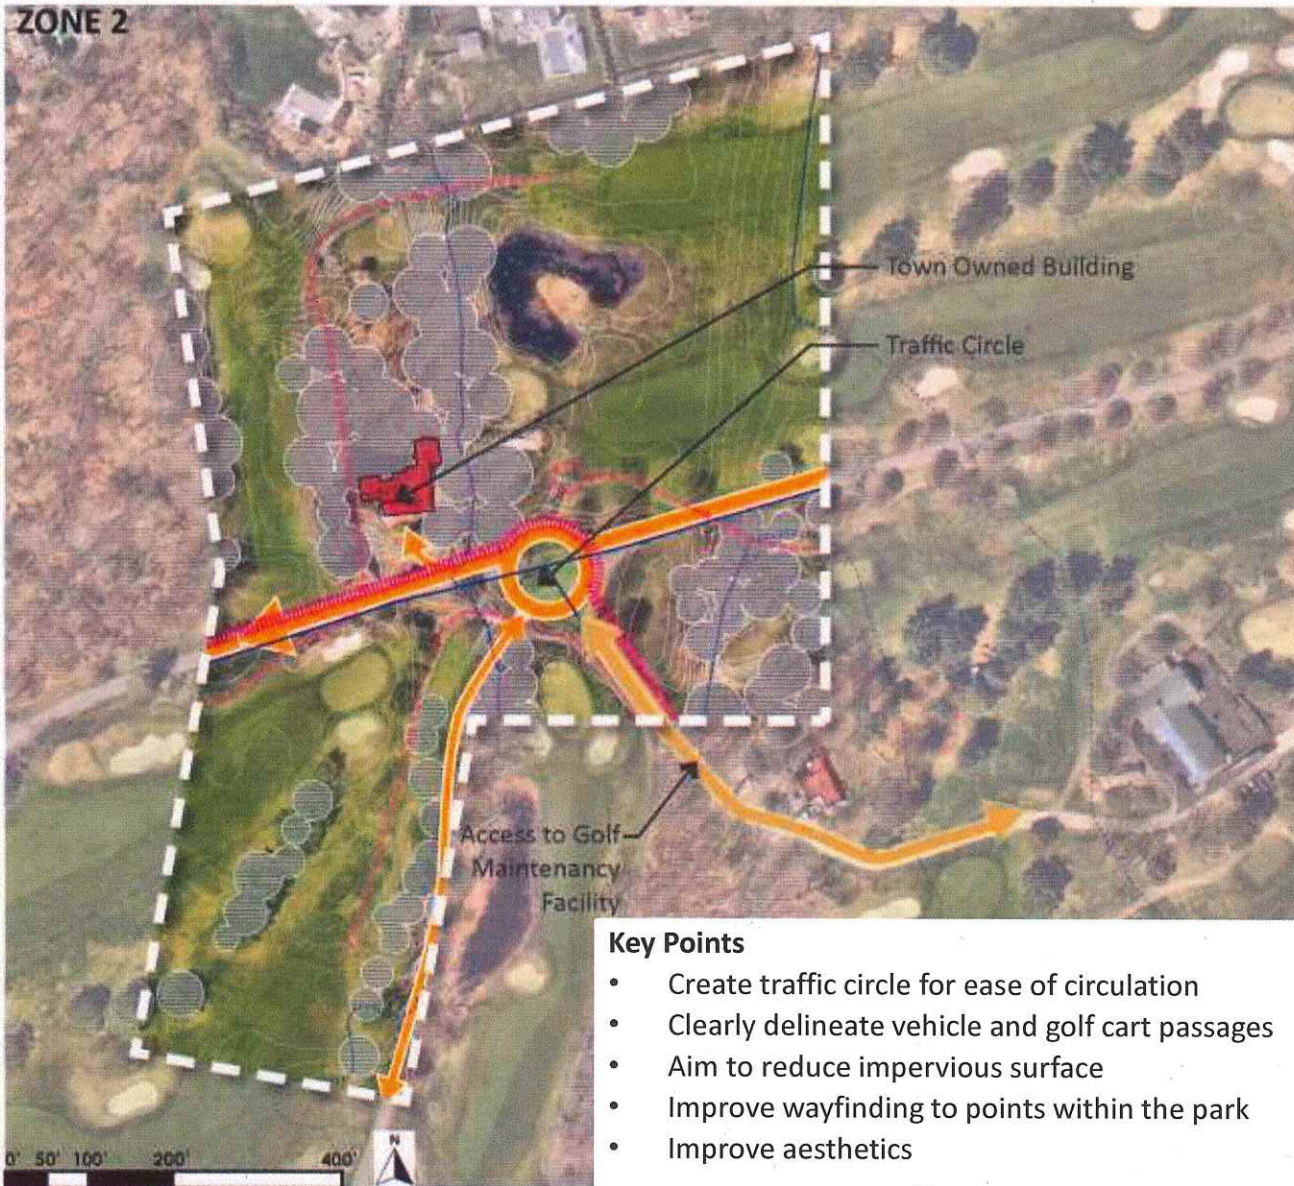 ZONE 2
Town Owned Building
Traffic Circle
Access to Golf
Maintenancy
Facility
Key Points
• Create traffic circle for ease of circulation
• Clearly delineate vehicle and golf cart passages
• Aim to reduce impervious surface
• Improve wayfinding to points within the park
• Improve aesthetics
0' 50' 100' 200' 400'
N